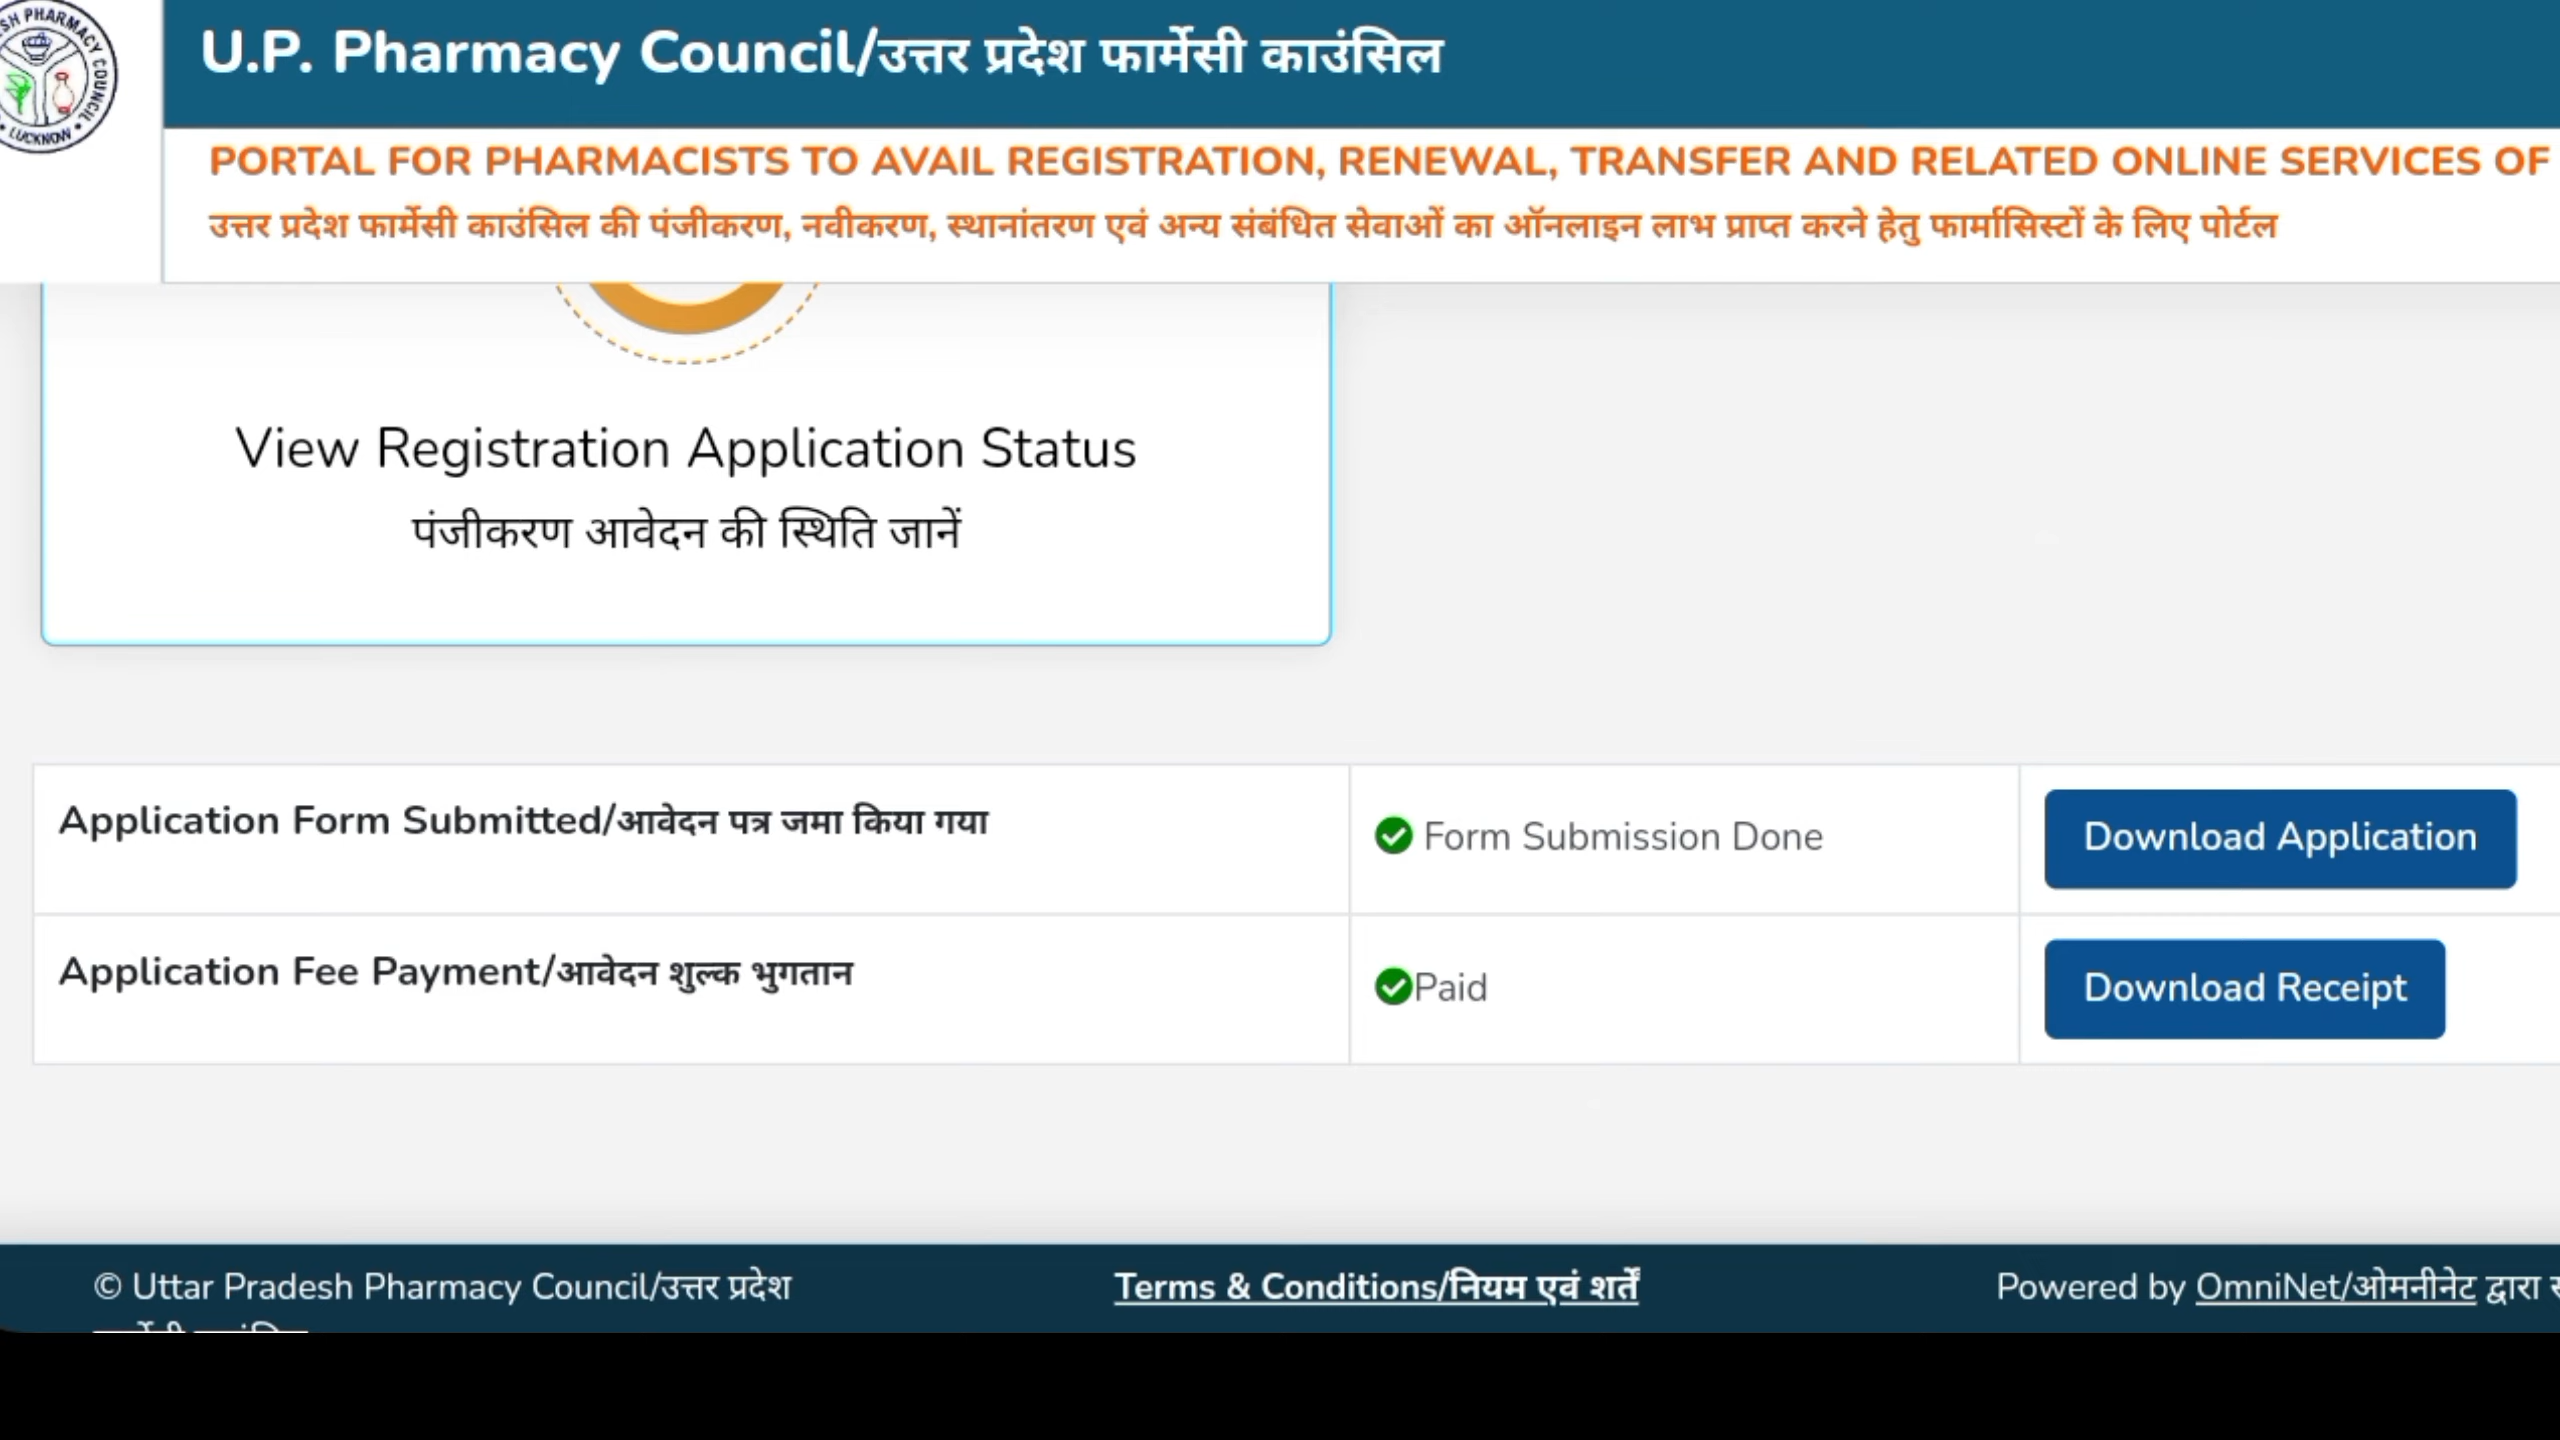 SH PHARMACY COUNCIL
• LUCKNOW •
U.P. Pharmacy Council/उत्तर प्रदेश फार्मेसी काउंसिल
PORTAL FOR PHARMACISTS TO AVAIL REGISTRATION, RENEWAL, TRANSFER AND RELATED ONLINE SERVICES OF
उत्तर प्रदेश फार्मेसी काउंसिल की पंजीकरण, नवीकरण, स्थानांतरण एवं अन्य संबंधित सेवाओं का ऑनलाइन लाभ प्राप्त करने हेतु फार्मासिस्टों के लिए पोर्टल
View Registration Application Status
पंजीकरण आवेदन की स्थिति जानें
Application Form Submitted/आवेदन पत्र जमा किया गया
Form Submission Done
Download Application
Application Fee Payment/आवेदन शुल्क भुगतान
Paid
Download Receipt
© Uttar Pradesh Pharmacy Council/उत्तर प्रदेश
Terms & Conditions/नियम एवं शर्तें
Powered by OmniNet/ओमनीनेट द्वारा